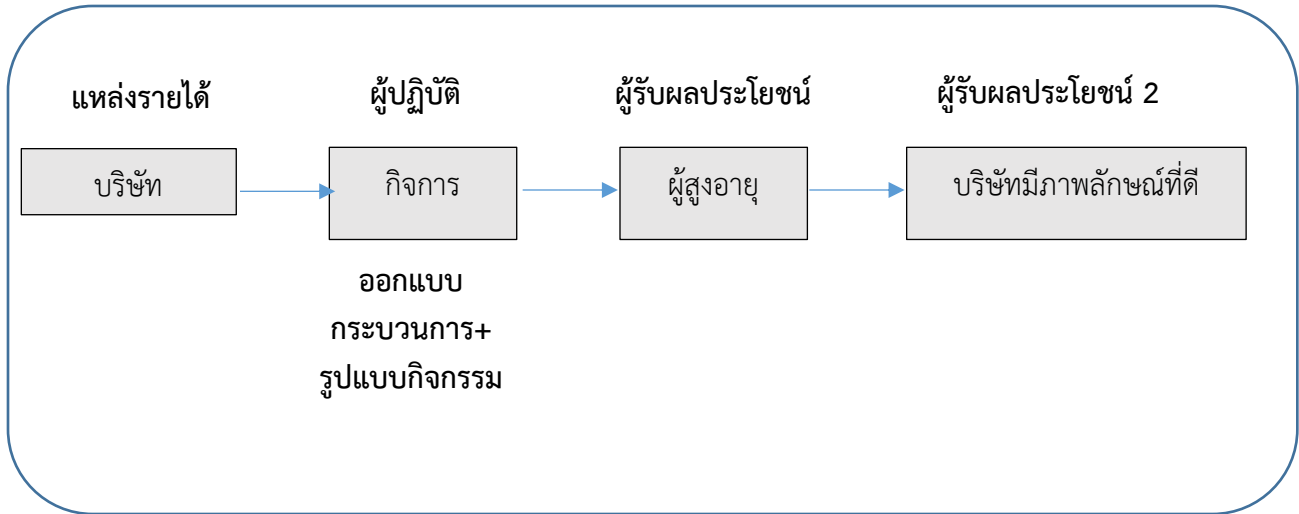 แหล่งรายได้
ผู้ปฏิบัติ
ผู้รับผลประโยชน์
ผู้รับผลประโยชน์ 2
บริษัท
กิจการ
ผู้สูงอายุ
บริษัทมีภาพลักษณ์ที่ดี
ออกแบบ
กระบวนการ+
รูปแบบกิจกรรม